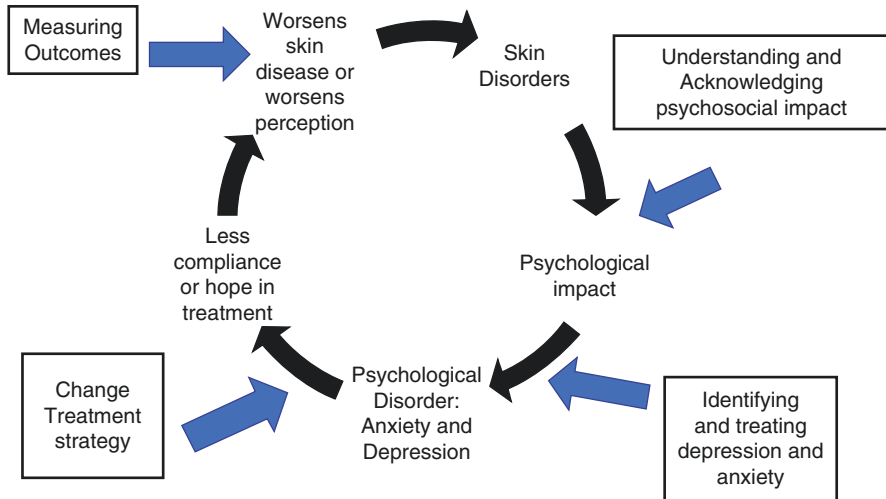 Measuring
Outcomes
Worsens
skin
disease or
worsens
perception
Skin
Disorders
Understanding and
Acknowledging
psychosocial impact
Psychological
impact
Identifying
and treating
depression and
anxiety
Psychological
Disorder:
Anxiety and
Depression
Change
Treatment
strategy
Less
compliance
or hope in
treatment